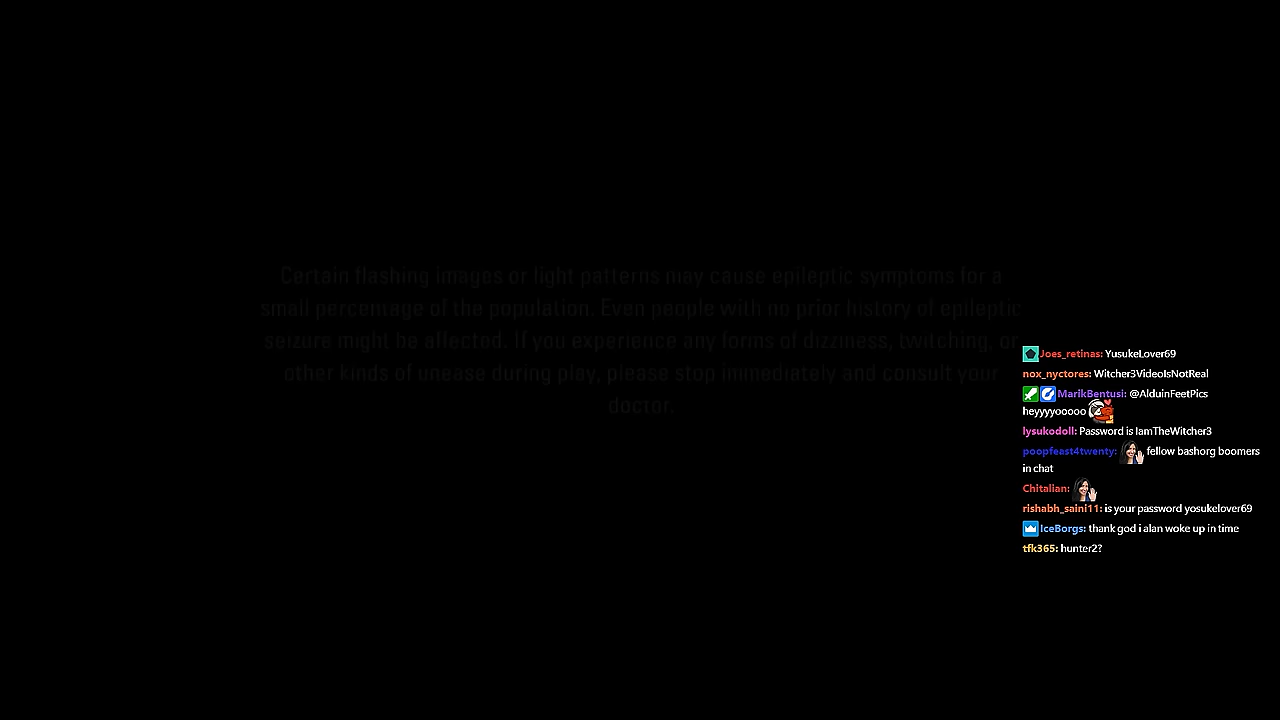 Certain flashing images or light patterns may cause epileptic symptoms for a
small percentage of the population. Even people with no prior history of epileptic
seizure might be affected. If you experience any forms of dizziness, twitching, or
other kinds of unease during play, please stop immediately and consult your
doctor.
Joes_retinas: YusukeLover69
nox_nyctores: Witcher3VideoIsNotReal
MarikBentusi: @AlduinFeetPics
heyyyyooooo
lysukodoll: Password is IamTheWitcher3
poopfeast4twenty: fellow bashorg boomers
in chat
Chitalian:
rishabh_saini11: is your password yosukelover69
IceBorgs: thank god i alan woke up in time
tfk365: hunter2?